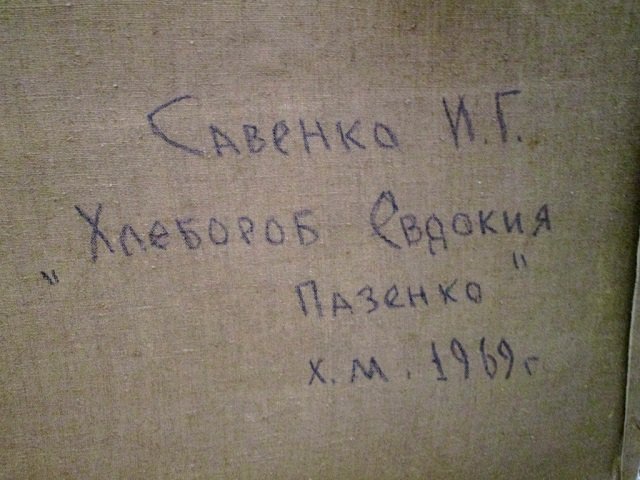 Савенко И.Г.
„Хлебороб Евдокия
Пазенко"
х.м. 1969г